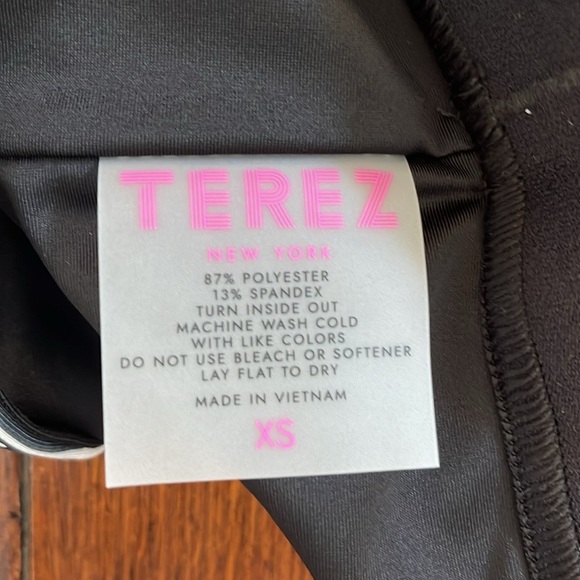 TEREZ
NEW YORK
87% POLYESTER
13% SPANDEX
TURN INSIDE OUT
MACHINE WASH COLD
WITH LIKE COLORS
DO NOT USE BLEACH OR SOFTENER
LAY FLAT TO DRY
MADE IN VIETNAM
XS